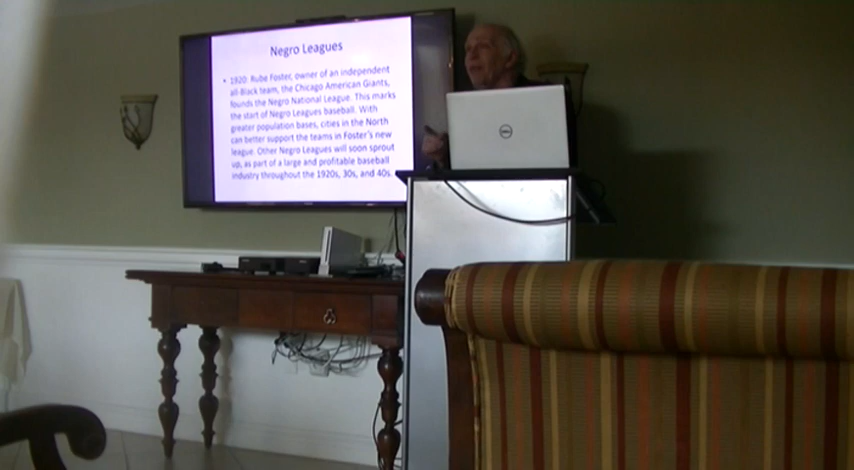 Negro Leagues
• 1920: Rube Foster, owner of an independent
all-Black team, the Chicago American Giants,
founds the Negro National League. This marks
the start of Negro Leagues baseball. With
greater population bases, cities in the North
can better support the teams in Foster's new
league. Other Negro Leagues will soon sprout
up, as part of a large and profitable baseball
industry throughout the 1920s, 30s, and 40s.
DELL